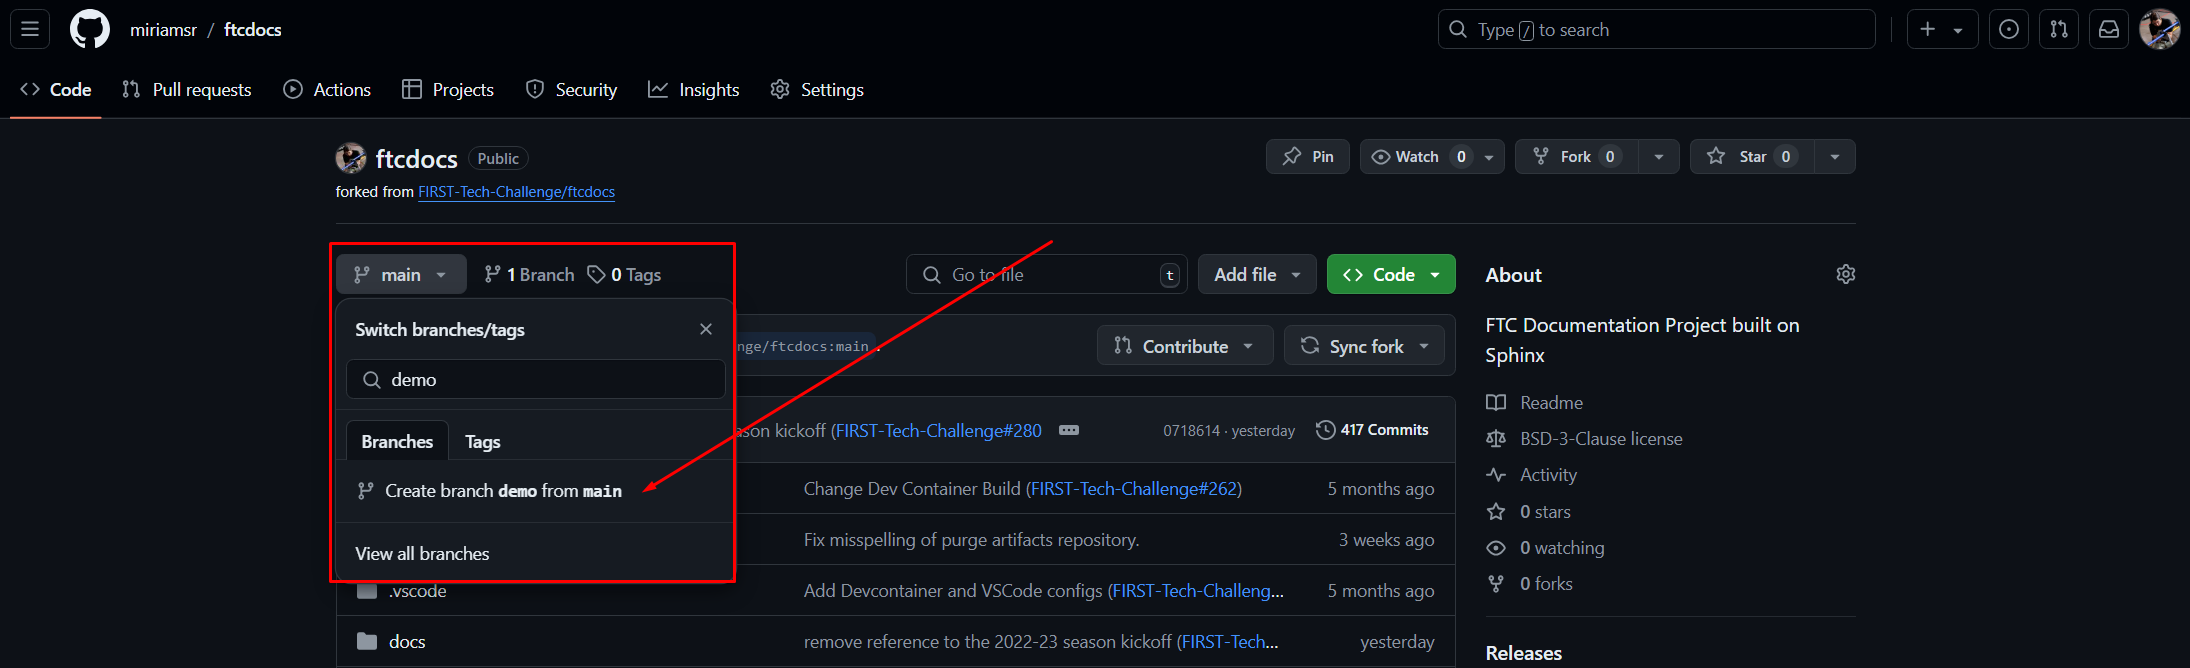 miriamsr / ftcdocs
Type / to search
Code Pull requests Actions Projects Security Insights Settings
ftcdocs Public
Pin Watch 0 Fork 0 Star 0
forked from FIRST-Tech-Challenge/ftcdocs
main 1 Branch 0 Tags
Go to file t Add file Code
Switch branches/tags
demo
Branches Tags
Create branch demo from main
View all branches
nge/ftcdocs:main.
Contribute Sync fork
ason kickoff (FIRST-Tech-Challenge#280 0718614 · yesterday 417 Commits
Change Dev Container Build (FIRST-Tech-Challenge#262) 5 months ago
Fix misspelling of purge artifacts repository. 3 weeks ago
.vscode Add Devcontainer and VSCode configs (FIRST-Tech-Challeng... 5 months ago
docs remove reference to the 2022-23 season kickoff (FIRST-Tech... yesterday
About
FTC Documentation Project built on
Sphinx
Readme
BSD-3-Clause license
Activity
0 stars
0 watching
0 forks
Releases